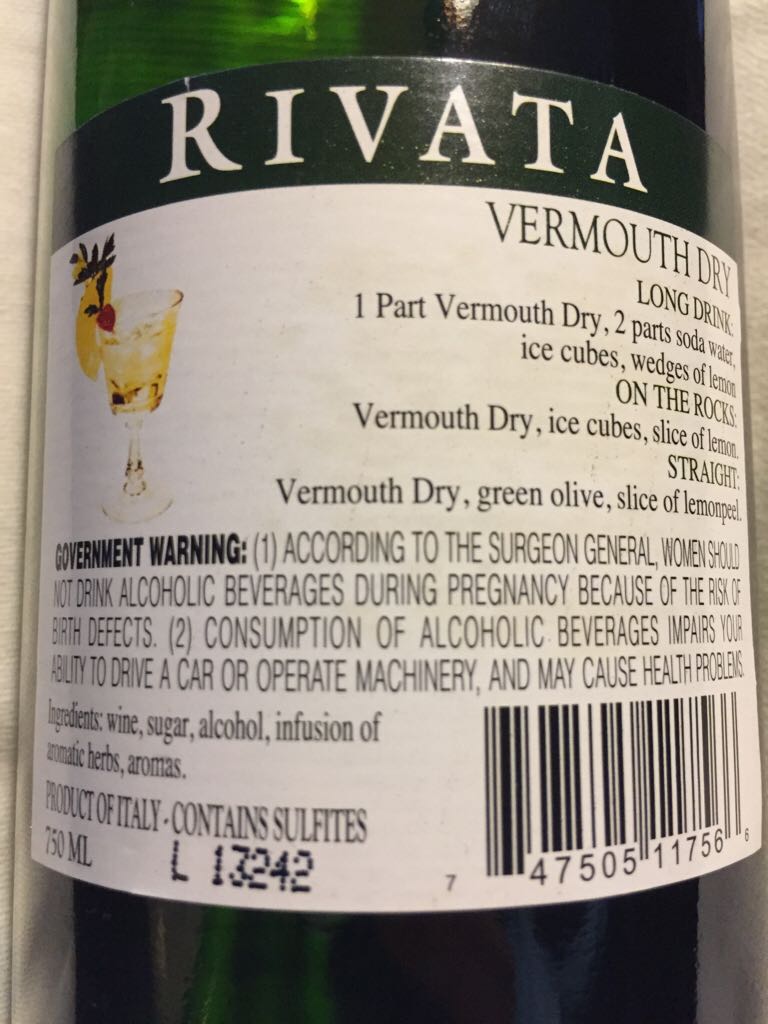 RIVATA
VERMOUTH DRY
LONG DRINK:
1 Part Vermouth Dry, 2 parts soda water,
ice cubes, wedges of lemon
ON THE ROCKS:
Vermouth Dry, ice cubes, slice of lemon.
STRAIGHT:
Vermouth Dry, green olive, slice of lemonpeel.
GOVERNMENT WARNING: (1) ACCORDING TO THE SURGEON GENERAL, WOMEN SHOULD
NOT DRINK ALCOHOLIC BEVERAGES DURING PREGNANCY BECAUSE OF THE RISK OF
BIRTH DEFECTS. (2) CONSUMPTION OF ALCOHOLIC BEVERAGES IMPAIRS YOUR
ABILITY TO DRIVE A CAR OR OPERATE MACHINERY, AND MAY CAUSE HEALTH PROBLEMS.
Ingredients: wine, sugar, alcohol, infusion of
aromatic herbs, aromas.
PRODUCT OF ITALY - CONTAINS SULFITES
750 ML
L 13242
7 47505 11756 6